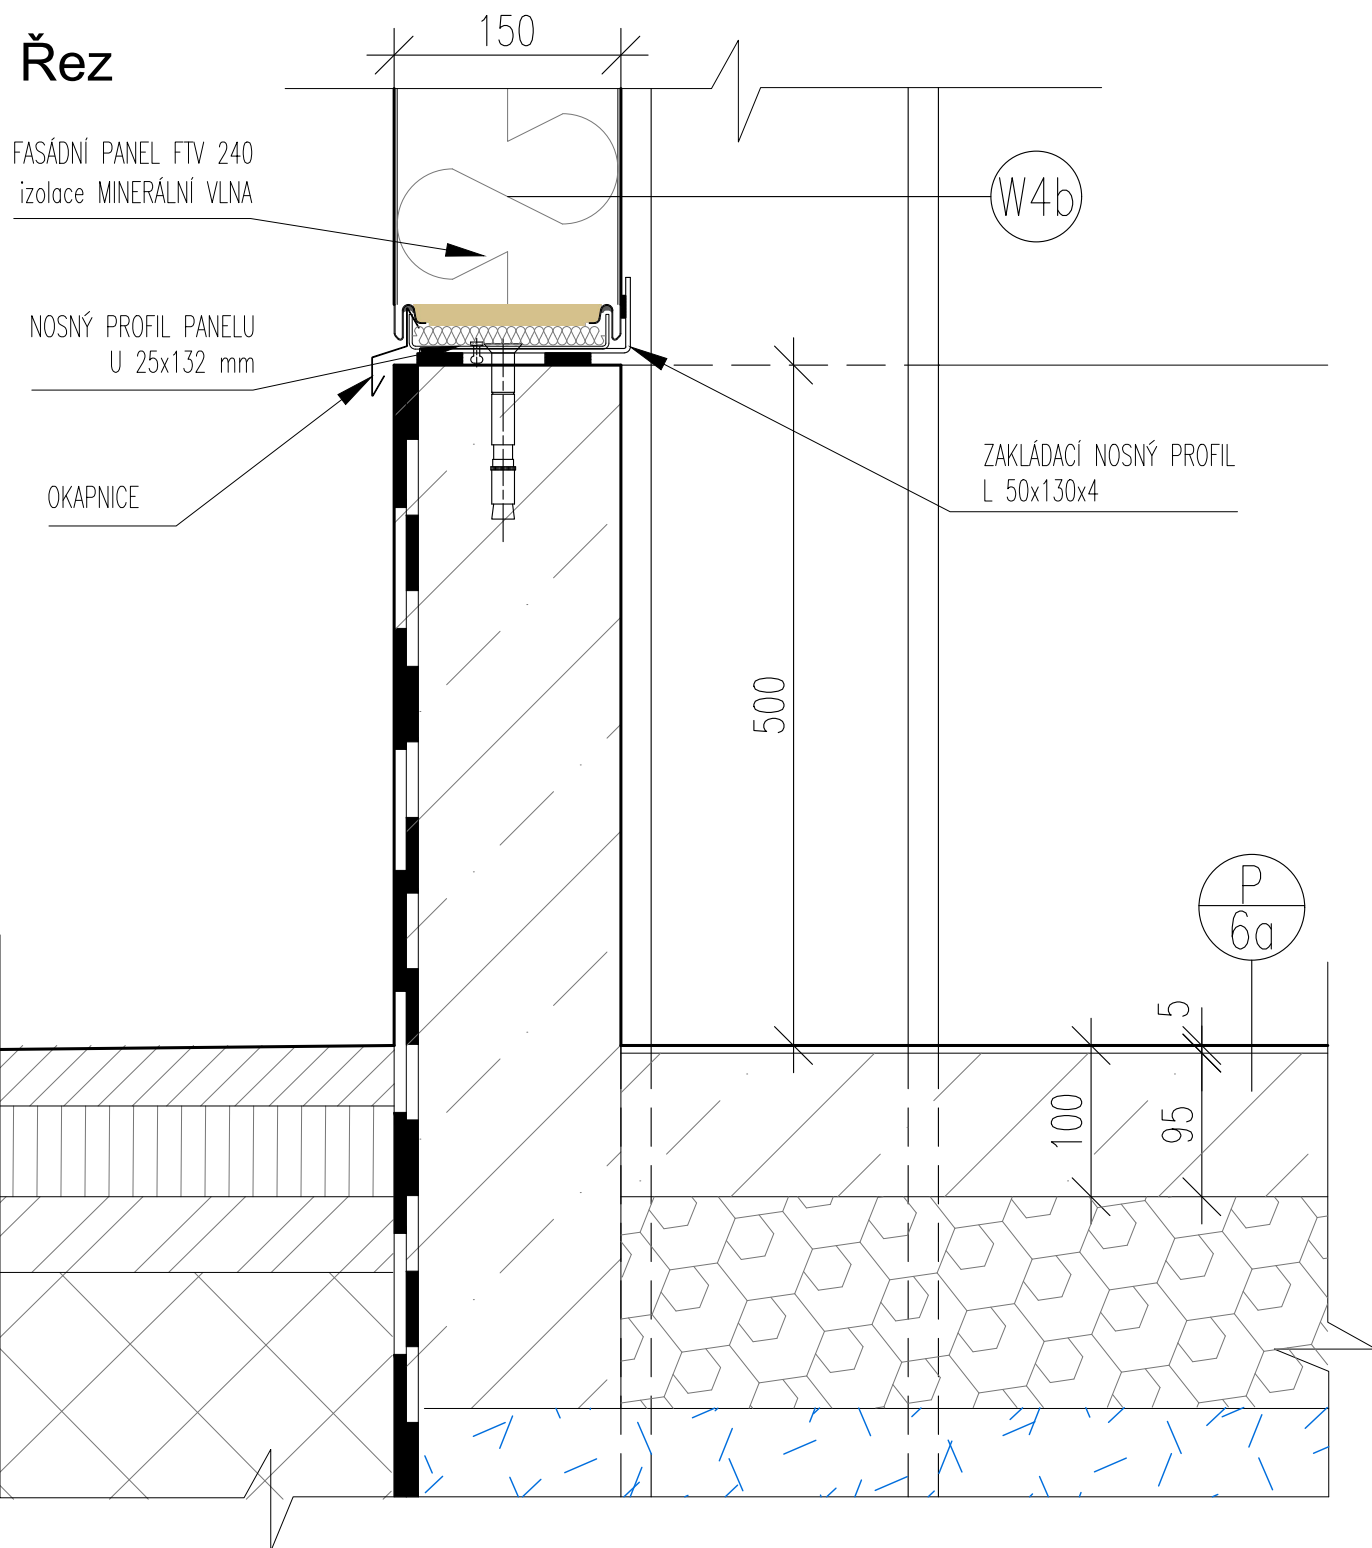 Řez
150
FASÁDNÍ PANEL FTV 240
izolace MINERÁLNÍ VLNA
W4b
NOSNÝ PROFIL PANELU
U 25x132 mm
OKAPNICE
ZAKLÁDACÍ NOSNÝ PROFIL
L 50x130x4
500
P
6a
5
100
95